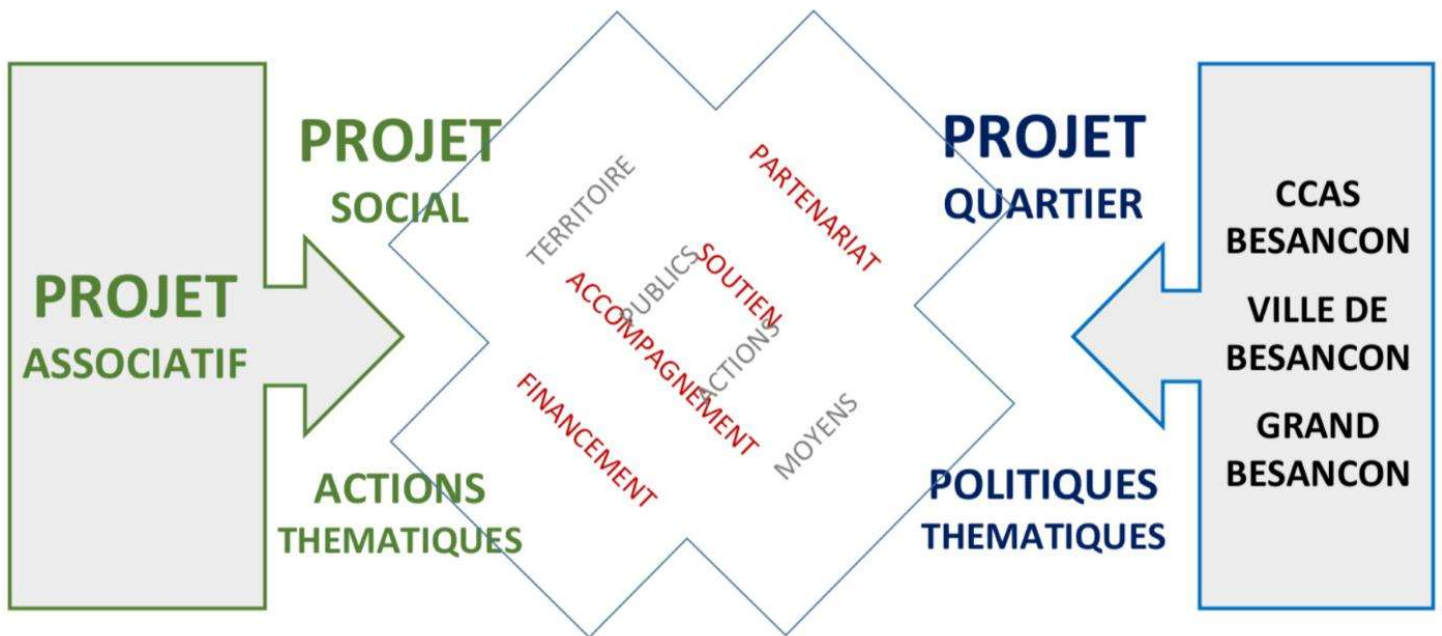 PROJET
ASSOCIATIF
PROJET
SOCIAL
ACTIONS
THEMATIQUES
TERRITOIRE
PUBLICS
ACTIONS
MOYENS
PARTENARIAT
SOUTIEN
ACCOMPAGNEMENT
FINANCEMENT
PROJET
QUARTIER
POLITIQUES
THEMATIQUES
CCAS
BESANCON
VILLE DE
BESANCON
GRAND
BESANCON